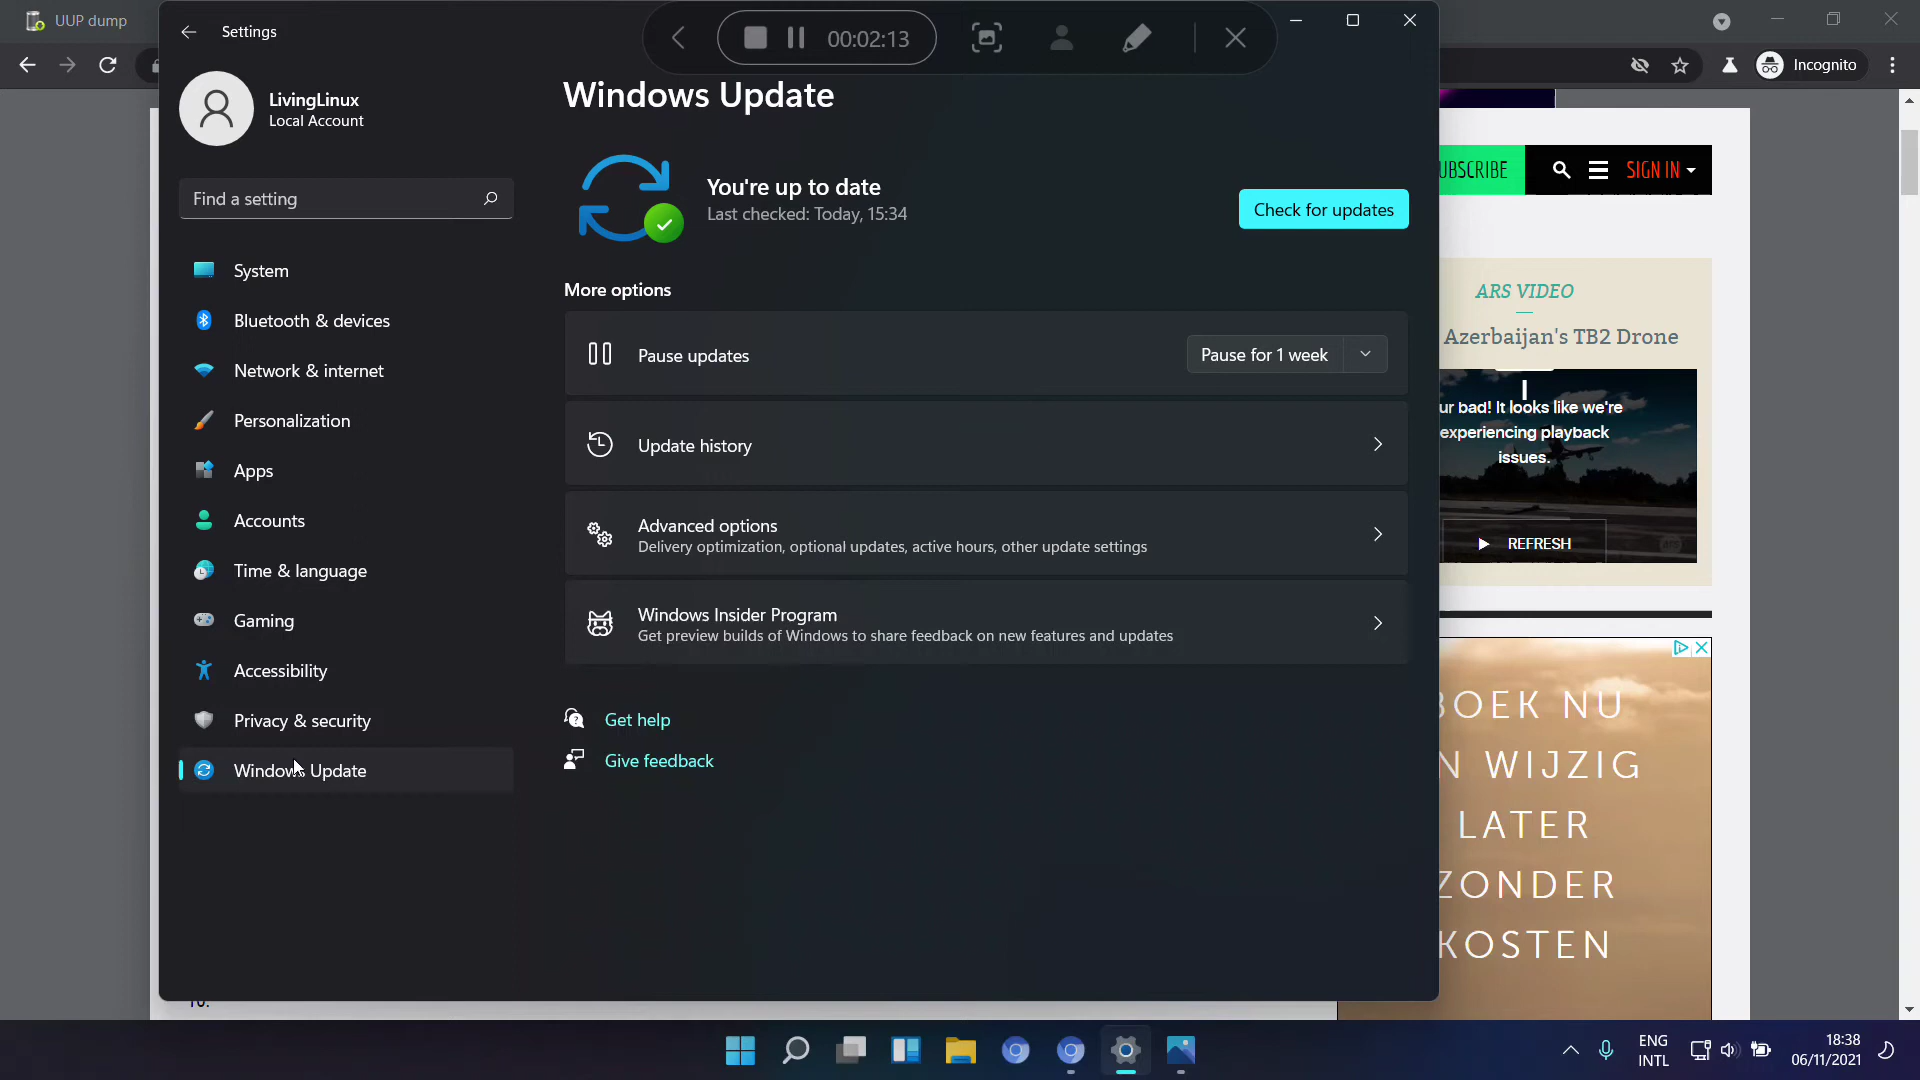 UUP dump
Settings
00:02:13
Incognito
LivingLinux
Local Account
Find a setting
System
Bluetooth & devices
Network & internet
Personalization
Apps
Accounts
Time & language
Gaming
Accessibility
Privacy & security
Windows Update
Windows Update
You're up to date
Last checked: Today, 15:34
Check for updates
More options
Pause updates
Pause for 1 week
Update history
Advanced options
Delivery optimization, optional updates, active hours, other update settings
Windows Insider Program
Get preview builds of Windows to share feedback on new features and updates
Get help
Give feedback
UBSCRIBE
SIGN IN
ARS VIDEO
Azerbaijan's TB2 Drone
ur bad! It looks like we're
experiencing playback
issues.
REFRESH
BOEK NU
N WIJZIG
LATER
ZONDER
KOSTEN
ENG
INTL
18:38
06/11/2021